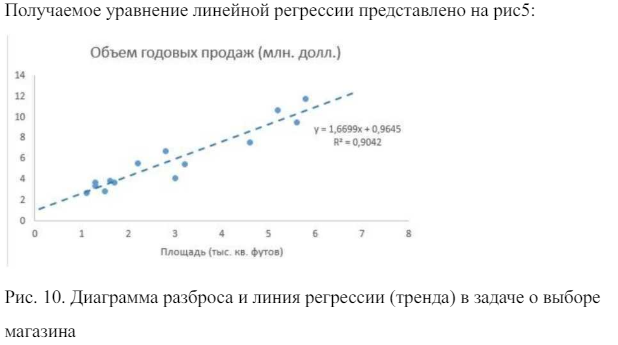 Получаемое уравнение линейной регрессии представлено на рис5:
Объем годовых продаж (млн. долл.)
14
12
10
8
6
4
2
0
y = 1,6699x + 0,9645
R² = 0,9042
0 1 2 3 4 5 6 7 8
Площадь (тыс. кв. футов)
Рис. 10. Диаграмма разброса и линия регрессии (тренда) в задаче о выборе
магазина